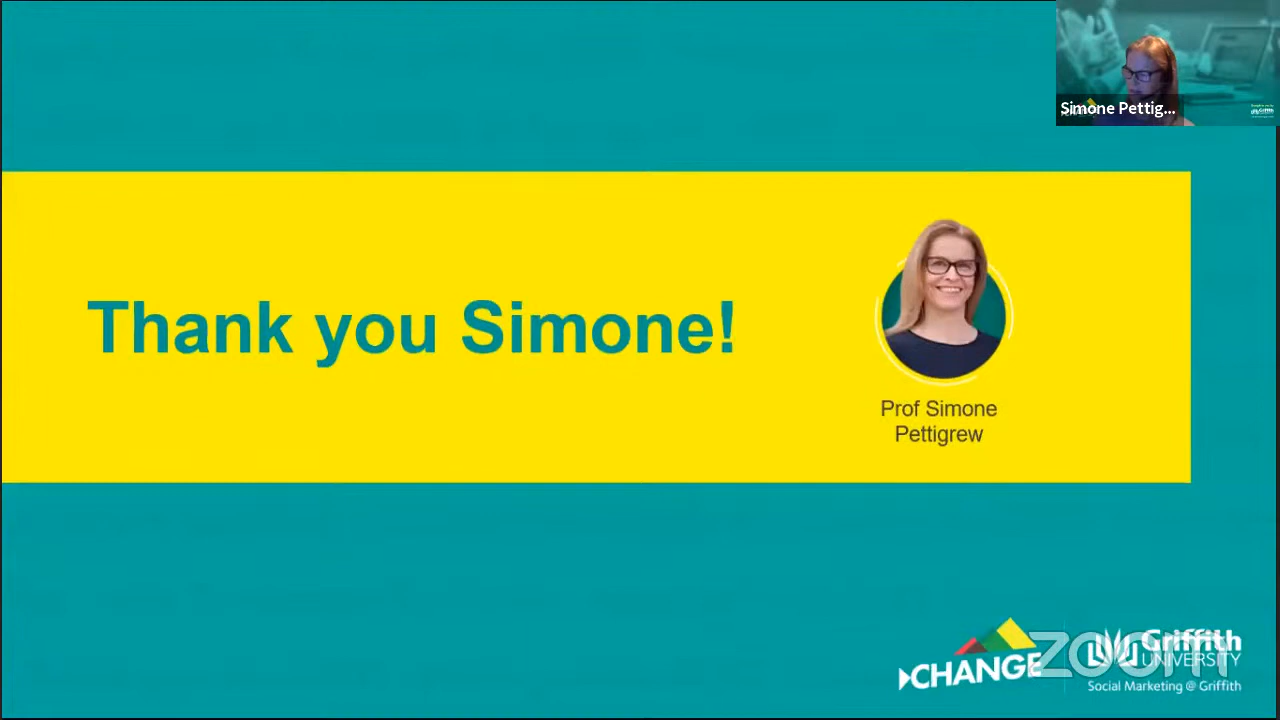 Simone Pettig...
Thank you Simone!
Prof Simone
Pettigrew
CHANGE
zoom
Griffith
UNIVERSITY
Social Marketing @ Griffith